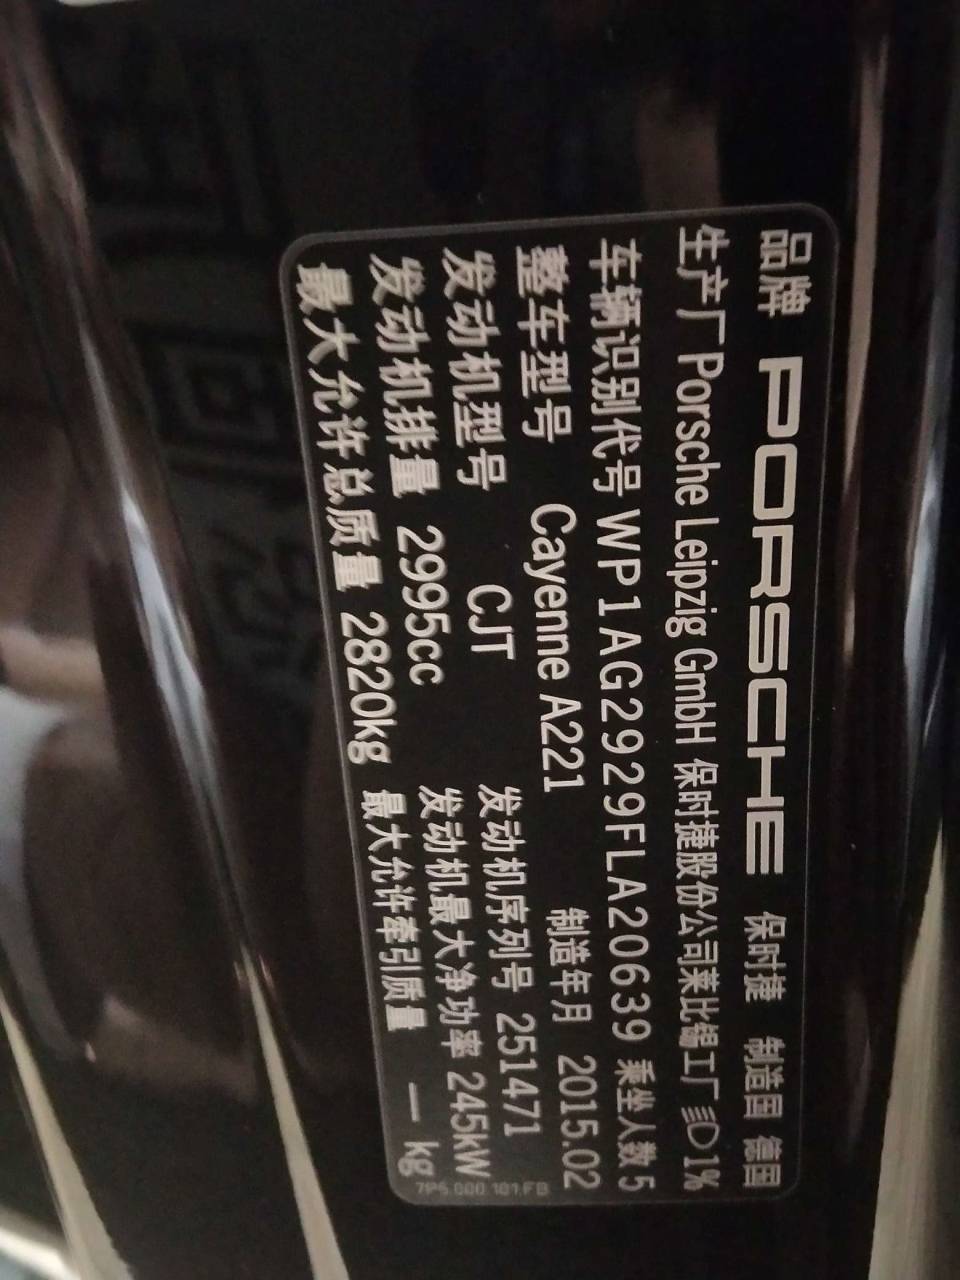 品牌 PORSCHE 保时捷 制造国 德国
生产厂 Porsche Leipzig GmbH 保时捷股份公司莱比锡工厂 1%
车辆识别代号 WP1AG2929FLA20639 乘坐人数 5
整车型号 Cayenne A221 制造年月 2015.02
发动机型号 CJT 发动机序列号 251471
发动机排量 2995cc 发动机最大净功率 245kW
最大允许总质量 2820kg 最大允许牵引质量 — kg
7P5.000.101.FB